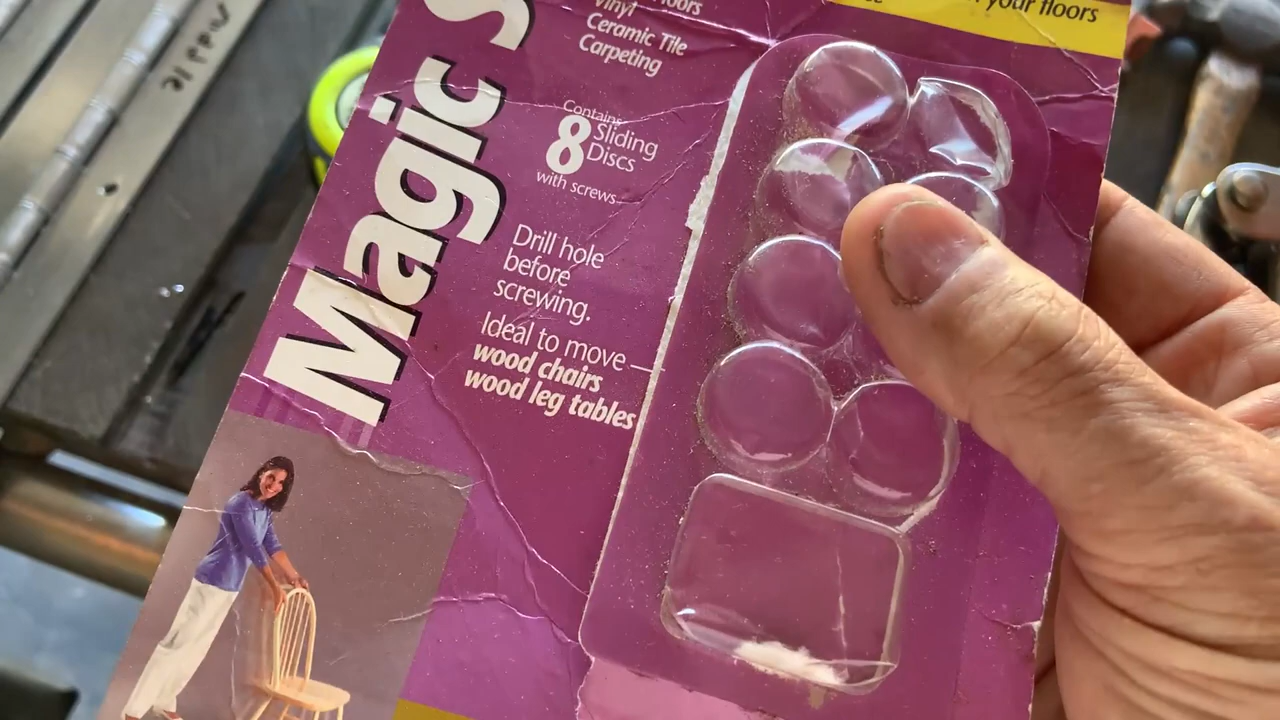 Magic S
Vinyl
Ceramic Tile
Carpeting
your floors
Contains
8 Sliding
Discs
with screws
Drill hole
before
screwing.
Ideal to move
wood chairs
wood leg tables